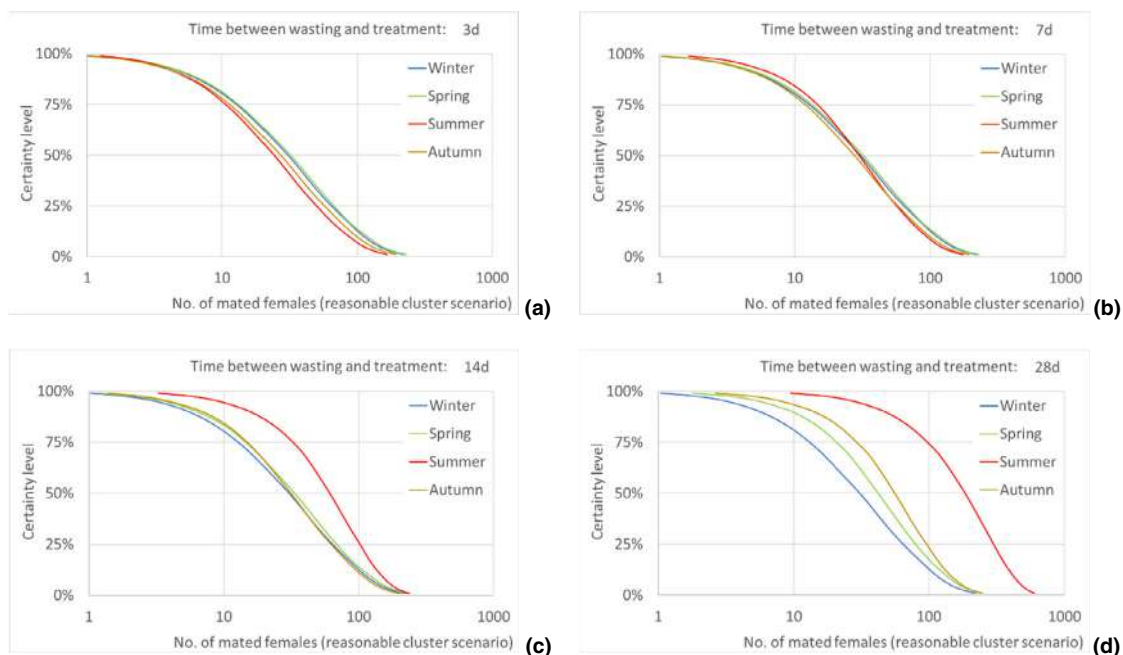 Time between wasting and treatment: 3d
100%
75%
50%
25%
0%
Certainty level
Winter
Spring
Summer
Autumn
1 10 100 1000
No. of mated females (reasonable cluster scenario)
(a)
Time between wasting and treatment: 7d
100%
75%
50%
25%
0%
Certainty level
Winter
Spring
Summer
Autumn
1 10 100 1000
No. of mated females (reasonable cluster scenario)
(b)
Time between wasting and treatment: 14d
100%
75%
50%
25%
0%
Certainty level
Winter
Spring
Summer
Autumn
1 10 100 1000
No. of mated females (reasonable cluster scenario)
(c)
Time between wasting and treatment: 28d
100%
75%
50%
25%
0%
Certainty level
Winter
Spring
Summer
Autumn
1 10 100 1000
No. of mated females (reasonable cluster scenario)
(d)